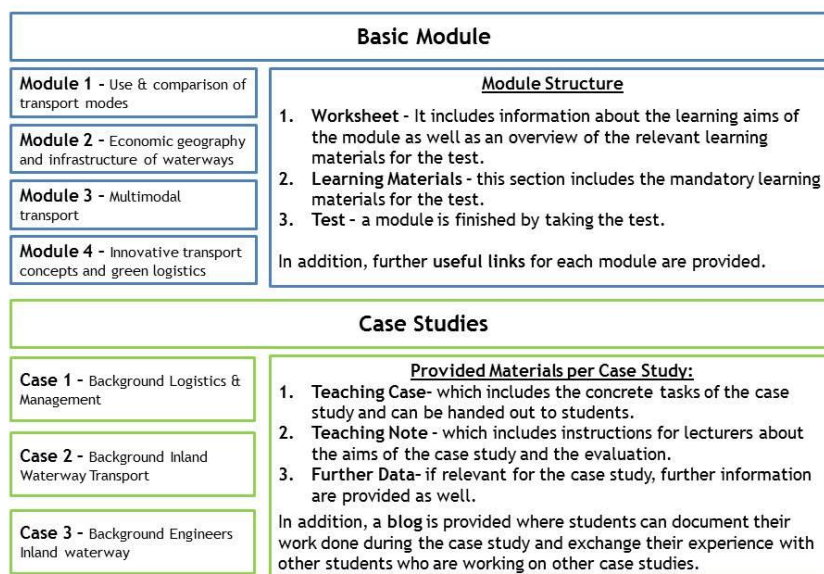 Basic Module
Module 1 - Use & comparison of
transport modes
Module 2 - Economic geography
and infrastructure of waterways
Module 3 - Multimodal
transport
Module 4 - Innovative transport
concepts and green logistics
Module Structure
1. Worksheet - It includes information about the learning aims of
the module as well as an overview of the relevant learning
materials for the test.
2. Learning Materials - this section includes the mandatory learning
materials for the test.
3. Test - a module is finished by taking the test.
In addition, further useful links for each module are provided.
Case Studies
Case 1 - Background Logistics &
Management
Case 2 - Background Inland
Waterway Transport
Case 3 - Background Engineers
Inland waterway
Provided Materials per Case Study:
1. Teaching Case- which includes the concrete tasks of the case
study and can be handed out to students.
2. Teaching Note - which includes instructions for lecturers about
the aims of the case study and the evaluation.
3. Further Data- if relevant for the case study, further information
are provided as well.
In addition, a blog is provided where students can document their
work done during the case study and exchange their experience with
other students who are working on other case studies.